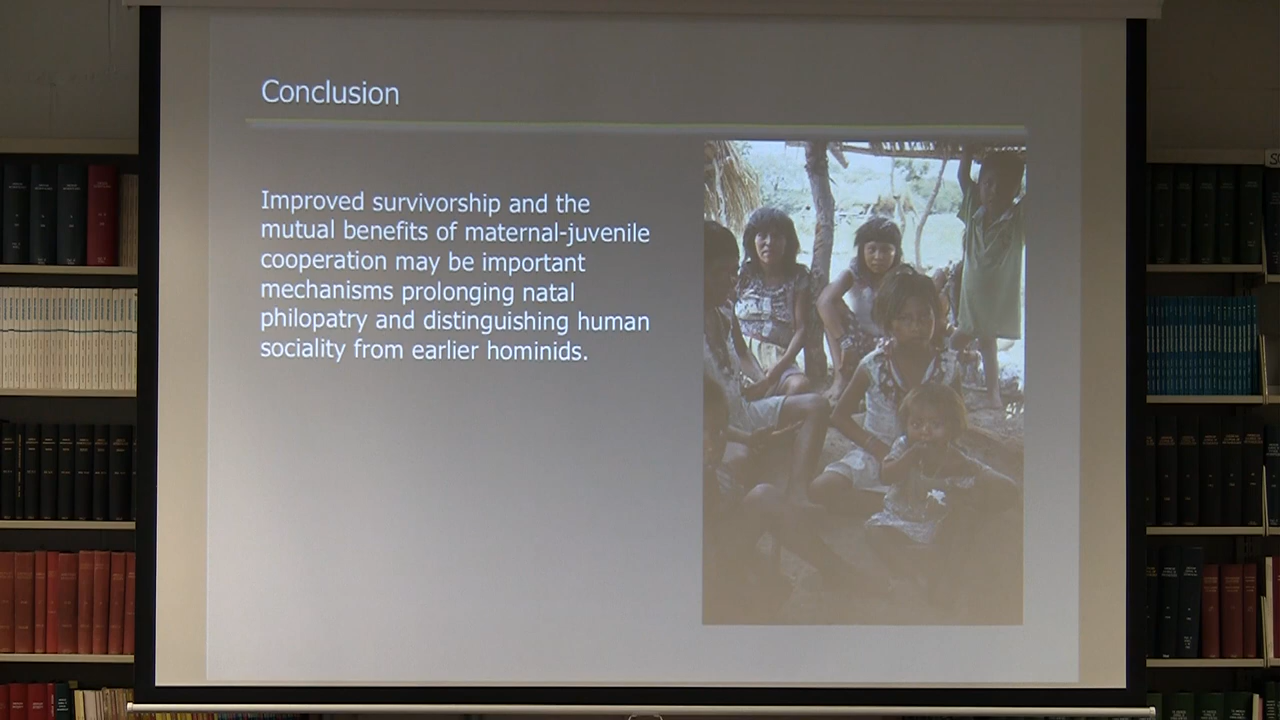 Conclusion
Improved survivorship and the
mutual benefits of maternal-juvenile
cooperation may be important
mechanisms prolonging natal
philopatry and distinguishing human
sociality from earlier hominids.